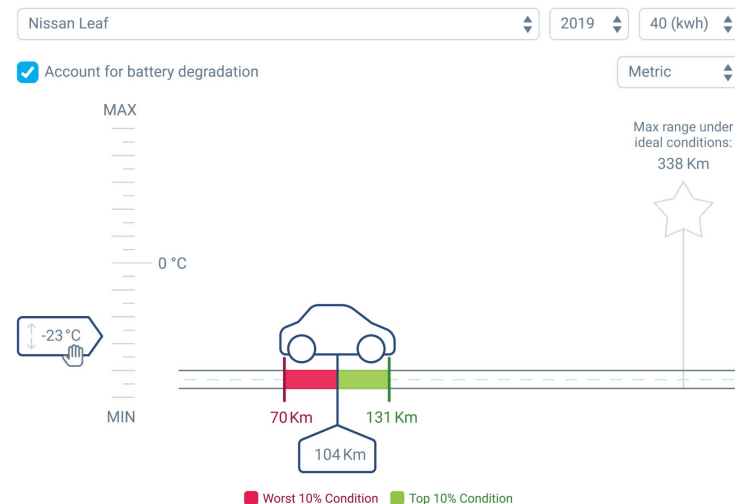 Nissan Leaf
2019
40 (kwh)
Account for battery degradation
Metric
MAX
Max range under
ideal conditions:
338 Km
0 °C
-23 °C
MIN
70 Km
131 Km
104 Km
Worst 10% Condition
Top 10% Condition